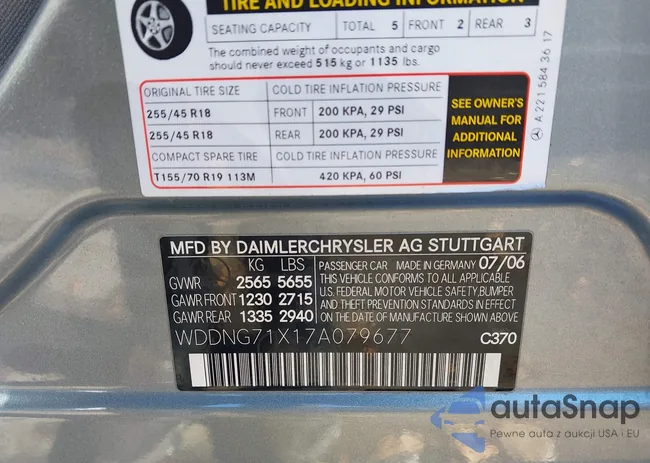 TIRE AND LOADING INFORMATION
SEATING CAPACITY TOTAL 5 FRONT 2 REAR 3
The combined weight of occupants and cargo
should never exceed 515 kg or 1135 lbs.
ORIGINAL TIRE SIZE COLD TIRE INFLATION PRESSURE
255/45 R18 FRONT 200 KPA, 29 PSI
255/45 R18 REAR 200 KPA, 29 PSI
COMPACT SPARE TIRE COLD TIRE INFLATION PRESSURE
T155/70 R19 113M 420 KPA, 60 PSI
SEE OWNER'S
MANUAL FOR
ADDITIONAL
INFORMATION
A 221 584 36 17
MFD BY DAIMLERCHRYSLER AG STUTTGART
KG LBS PASSENGER CAR MADE IN GERMANY 07/06
GVWR 2565 5655
GAWR FRONT 1230 2715
GAWR REAR 1335 2940
THIS VEHICLE CONFORMS TO ALL APPLICABLE
U.S. FEDERAL MOTOR VEHICLE SAFETY, BUMPER
AND THEFT PREVENTION STANDARDS IN EFFECT
ON THE DATE OF MANUFACTURE SHOWN ABOVE
WDDNG71X17A079677 C370
autaSnap
Pewne auta z aukcji USA i EU